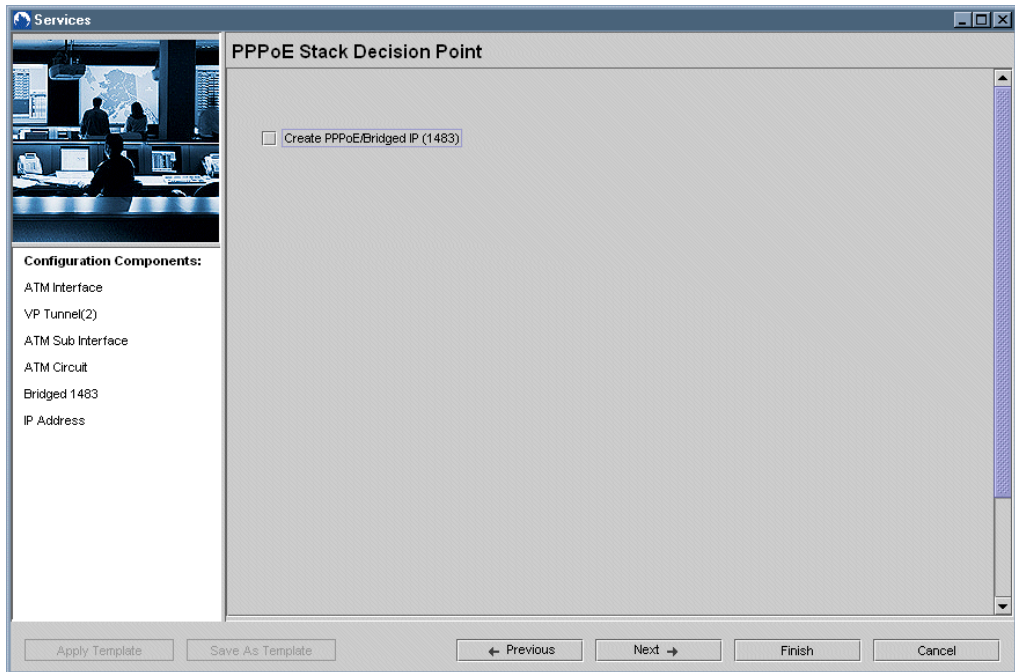 Services
PPPoE Stack Decision Point
Create PPPoE/Bridged IP (1483)
Configuration Components:
ATM Interface
VP Tunnel(2)
ATM Sub Interface
ATM Circuit
Bridged 1483
IP Address
Apply Template
Save As Template
Previous
Next
Finish
Cancel